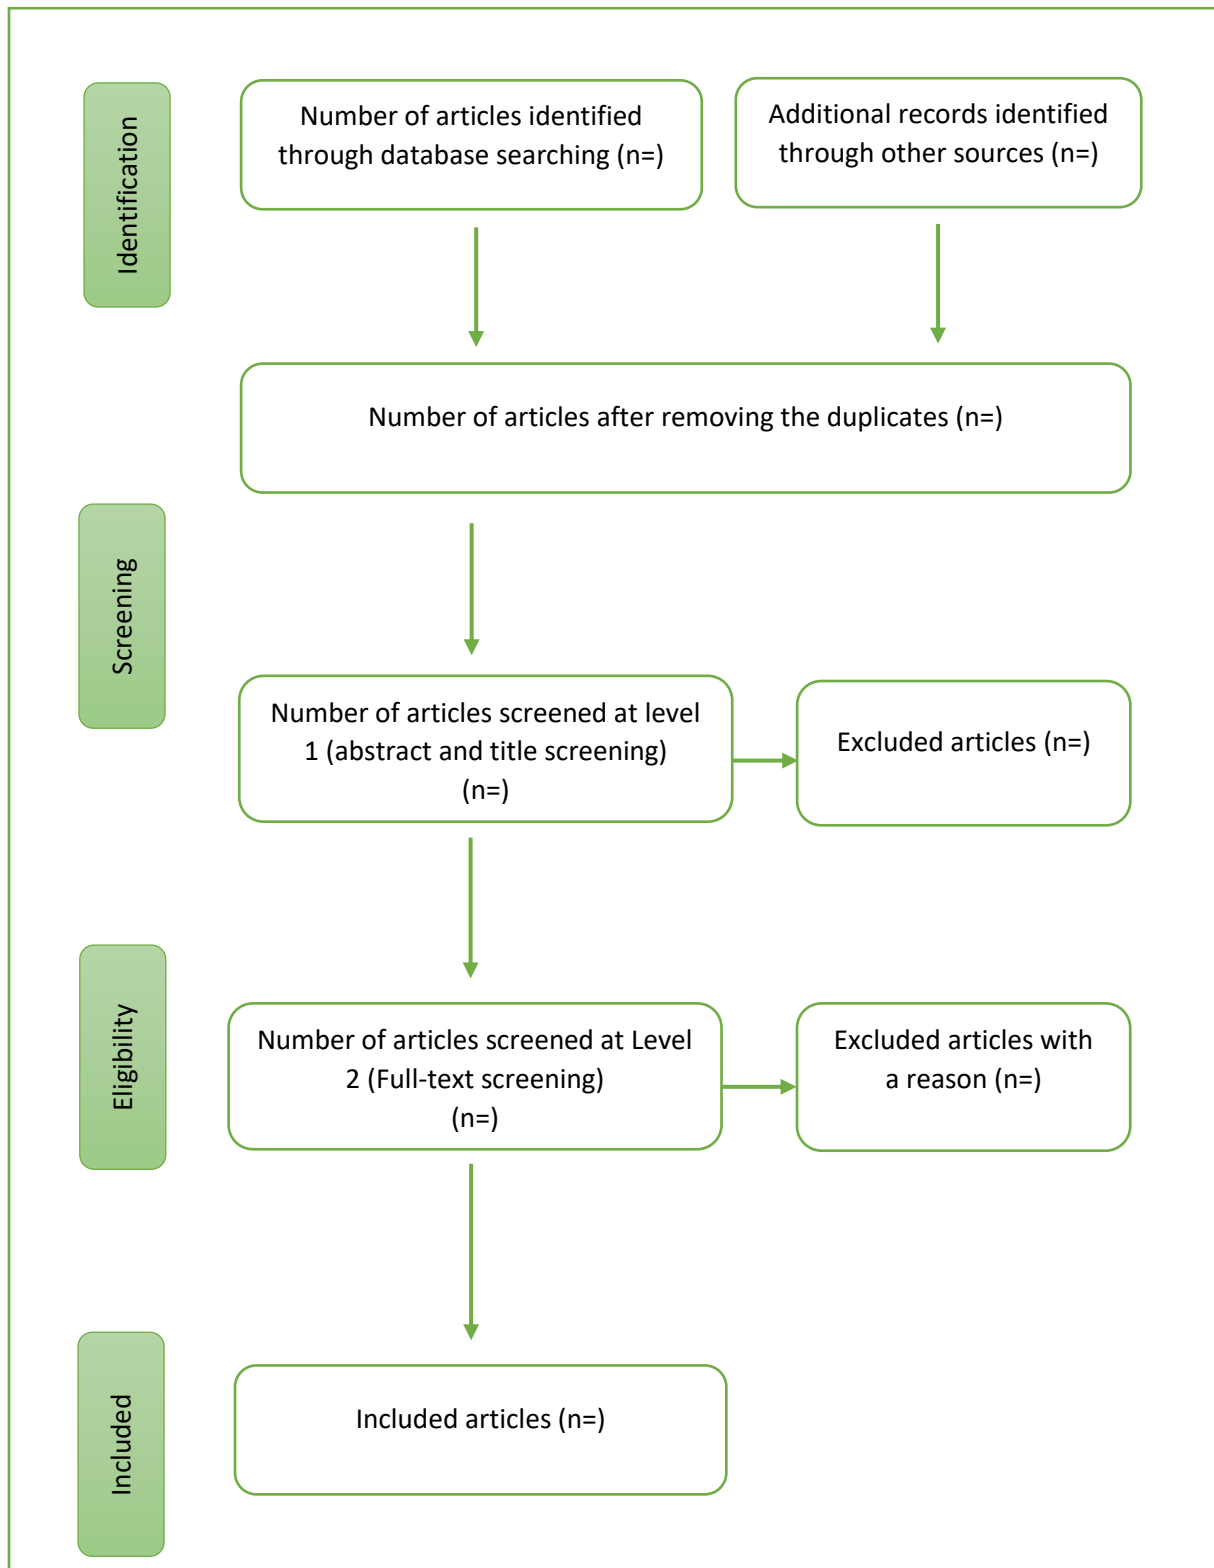 Identification
Number of articles identified
through database searching (n=)
Additional records identified
through other sources (n=)
Number of articles after removing the duplicates (n=)
Screening
Number of articles screened at level
1 (abstract and title screening)
(n=)
Excluded articles (n=)
Eligibility
Number of articles screened at Level
2 (Full-text screening)
(n=)
Excluded articles with
a reason (n=)
Included
Included articles (n=)